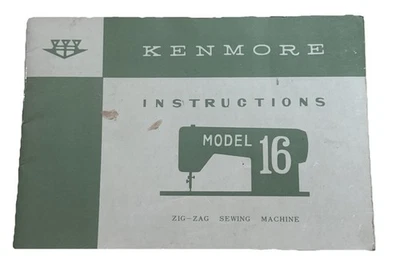 KENMORE
INSTRUCTIONS
MODEL 16
ZIG-ZAG SEWING MACHINE